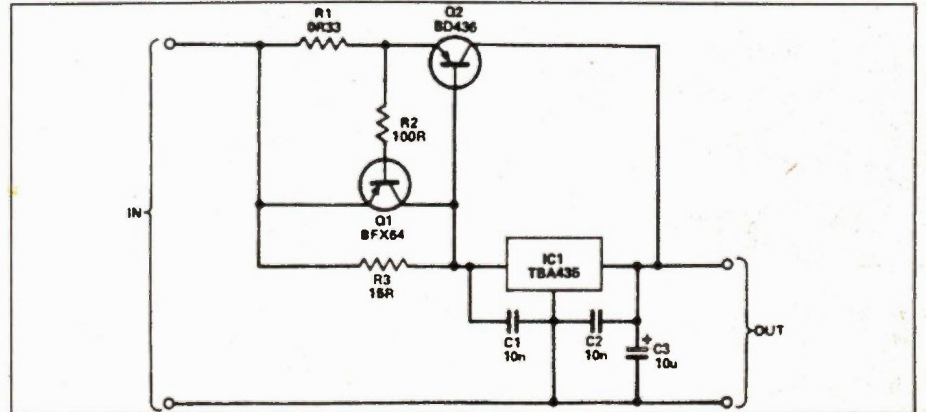 R1
0R33
Q2
BD436
R2
100R
IN
Q1
BFX64
R3
15R
IC1
TBA435
C1
10n
C2
10n
+
C3
10u
OUT